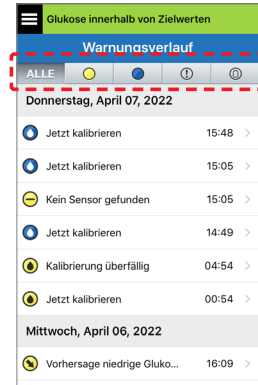 Glukose innerhalb von Zielwerten
Warnungsverlauf
ALLE
Donnerstag, April 07, 2022
Jetzt kalibrieren 15:48
Jetzt kalibrieren 15:05
Kein Sensor gefunden 15:05
Jetzt kalibrieren 14:49
Kalibrierung überfällig 04:54
Jetzt kalibrieren 00:54
Mittwoch, April 06, 2022
Vorhersage niedrige Gluko... 16:09